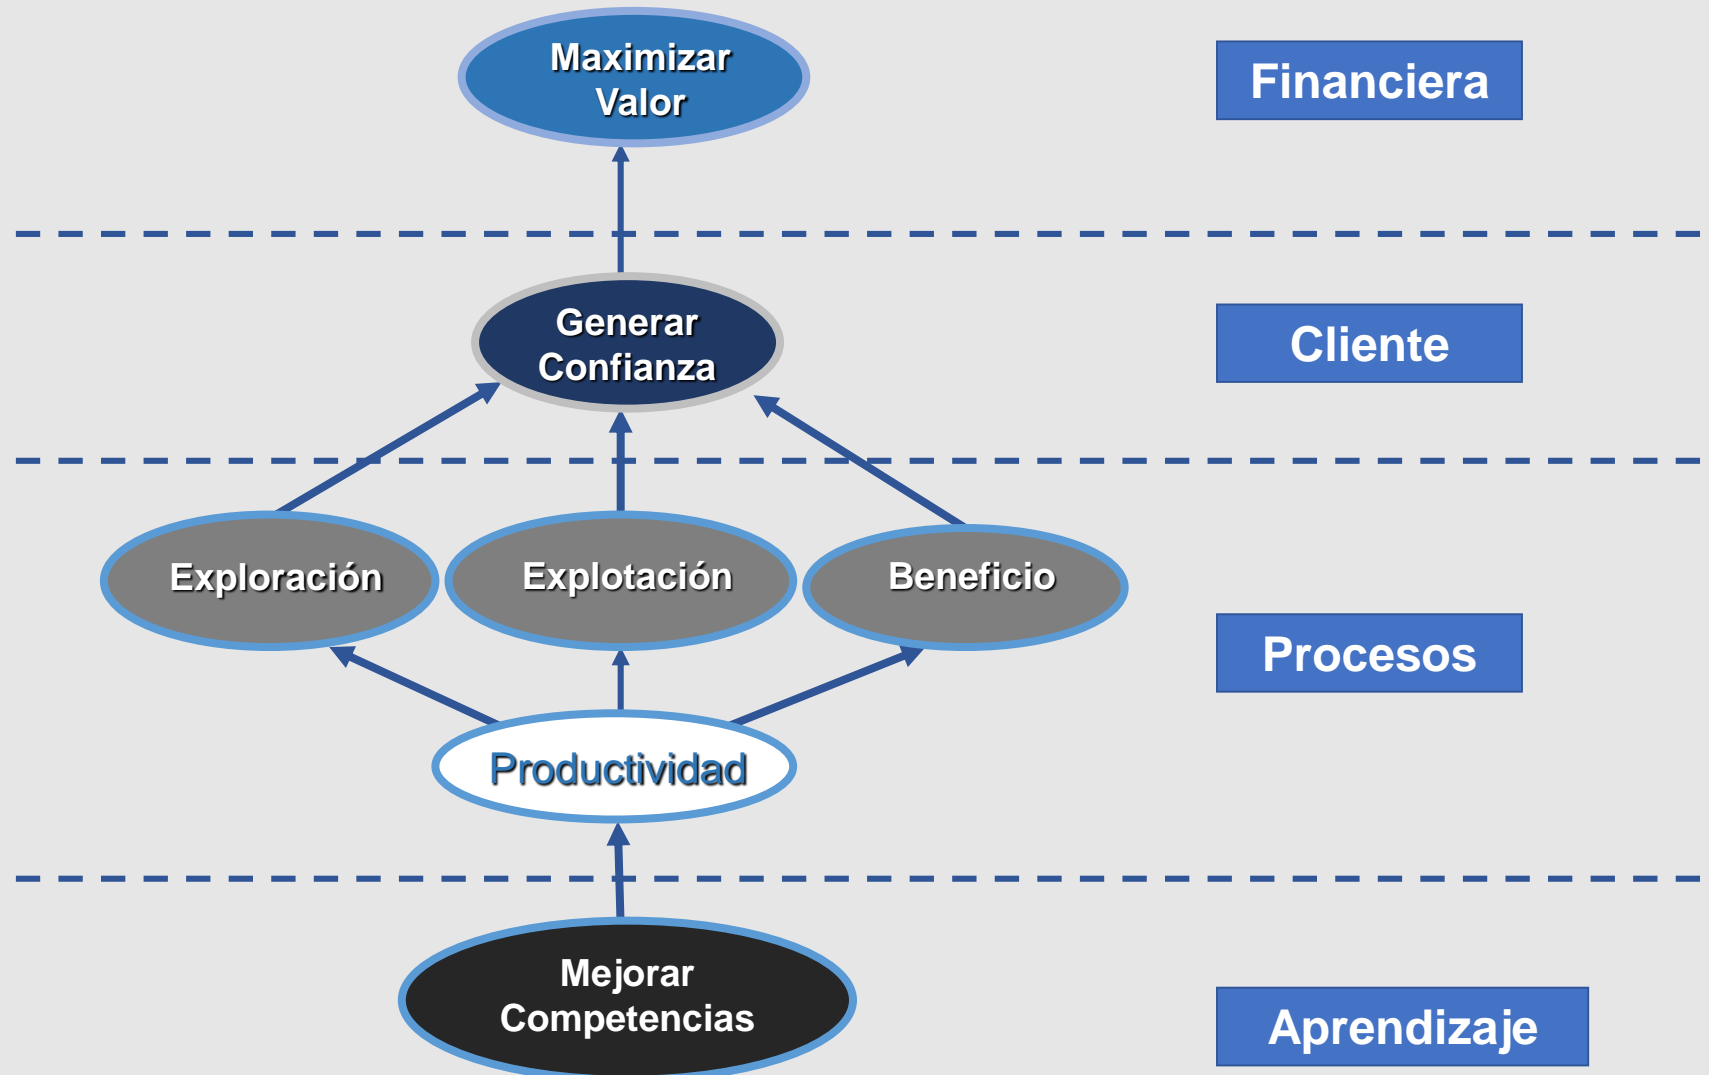 Maximizar
Valor
Financiera
Generar
Confianza
Cliente
Exploración
Explotación
Beneficio
Procesos
Productividad
Mejorar
Competencias
Aprendizaje